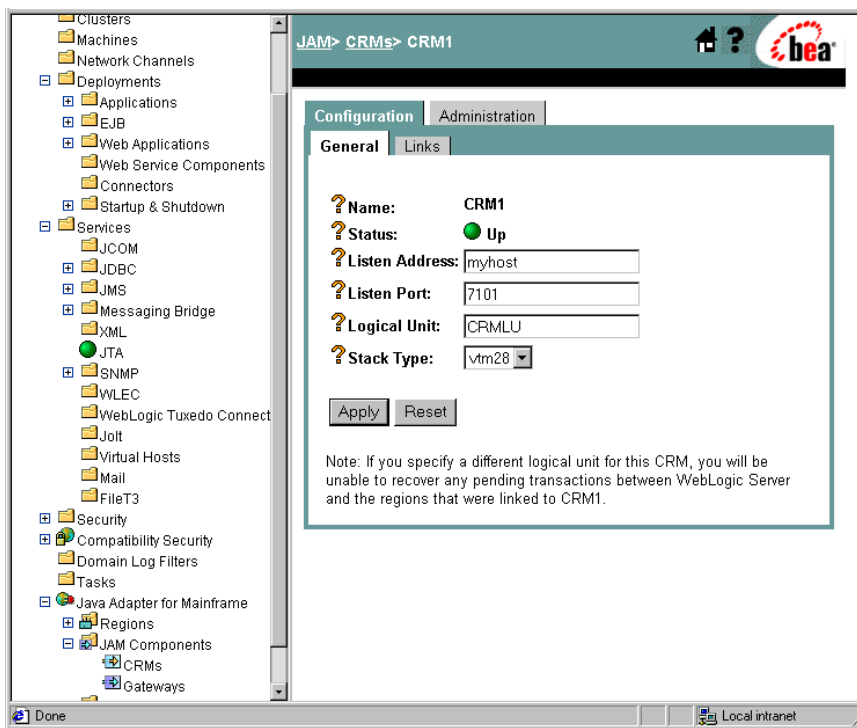 Clusters
Machines
Network Channels
Deployments
Applications
EJB
Web Applications
Web Service Components
Connectors
Startup & Shutdown
Services
JCOM
JDBC
JMS
Messaging Bridge
XML
JTA
SNMP
WLEC
WebLogic Tuxedo Connect
Jolt
Virtual Hosts
Mail
FileT3
Security
Compatibility Security
Domain Log Filters
Tasks
Java Adapter for Mainframe
Regions
JAM Components
CRMs
Gateways
JAM> CRMs> CRM1
? bea
Configuration Administration
General Links
? Name: CRM1
? Status: Up
? Listen Address: myhost
? Listen Port: 7101
? Logical Unit: CRMLU
? Stack Type: vtm28
Apply Reset
Note: If you specify a different logical unit for this CRM, you will be
unable to recover any pending transactions between WebLogic Server
and the regions that were linked to CRM1.
Done Local intranet